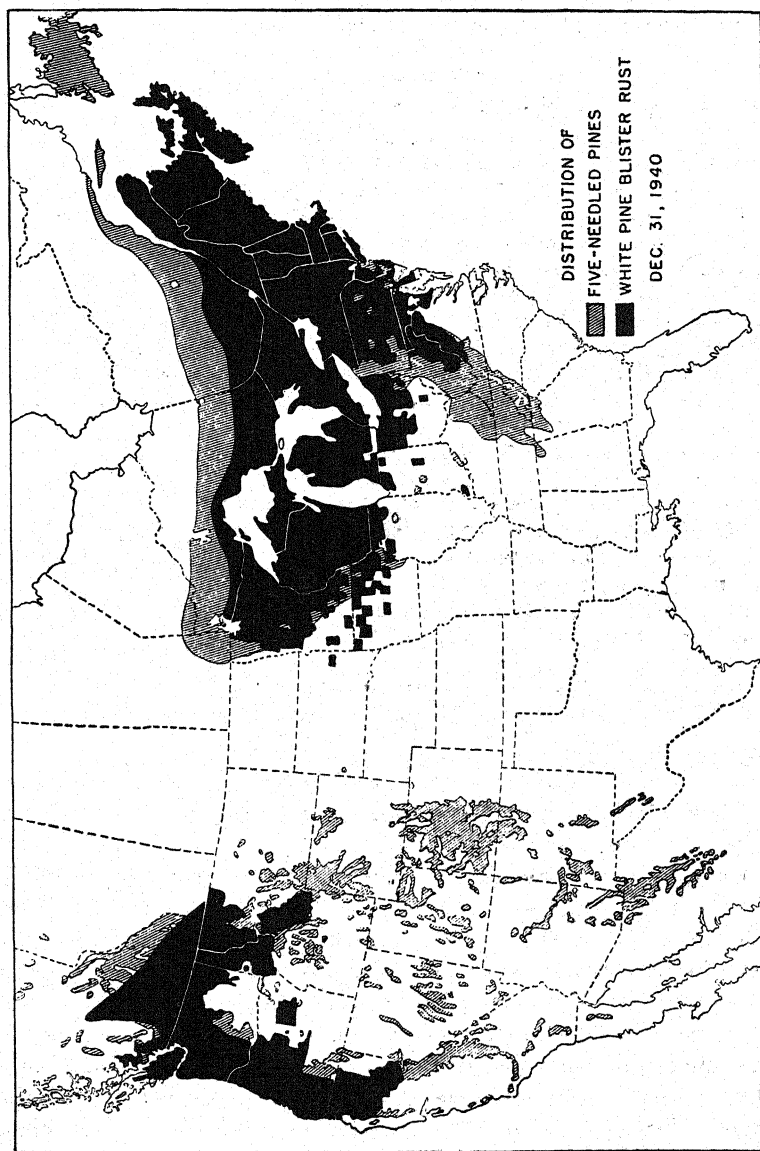 DISTRIBUTION OF
FIVE-NEEDLED PINES
WHITE PINE BLISTER RUST
DEC. 31, 1940